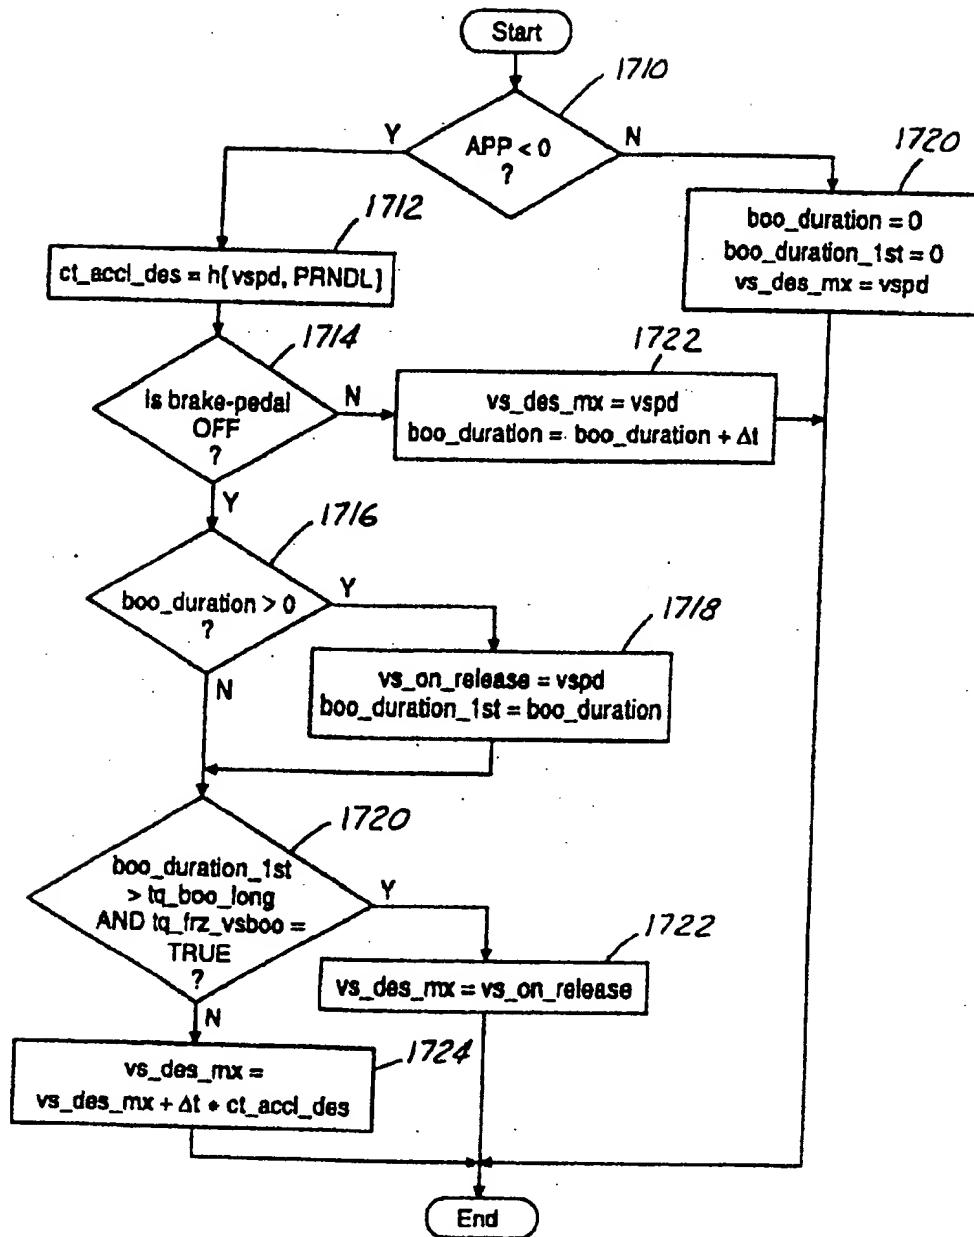 Start
1710
Y
N
APP < 0
?
1720
boo_duration = 0
boo_duration_1st = 0
vs_des_mx = vspd
1712
ct_accl_des = h[ vspd, PRNDL ]
1714
Is brake-pedal
OFF
?
N
Y
1722
vs_des_mx = vspd
boo_duration = boo_duration + Δt
1716
boo_duration > 0
?
Y
N
1718
vs_on_release = vspd
boo_duration_1st = boo_duration
1720
boo_duration_1st
> tq_boo_long
AND tq_frz_vsboo =
TRUE
?
Y
N
1722
vs_des_mx = vs_on_release
1724
vs_des_mx =
vs_des_mx + Δt * ct_accl_des
End